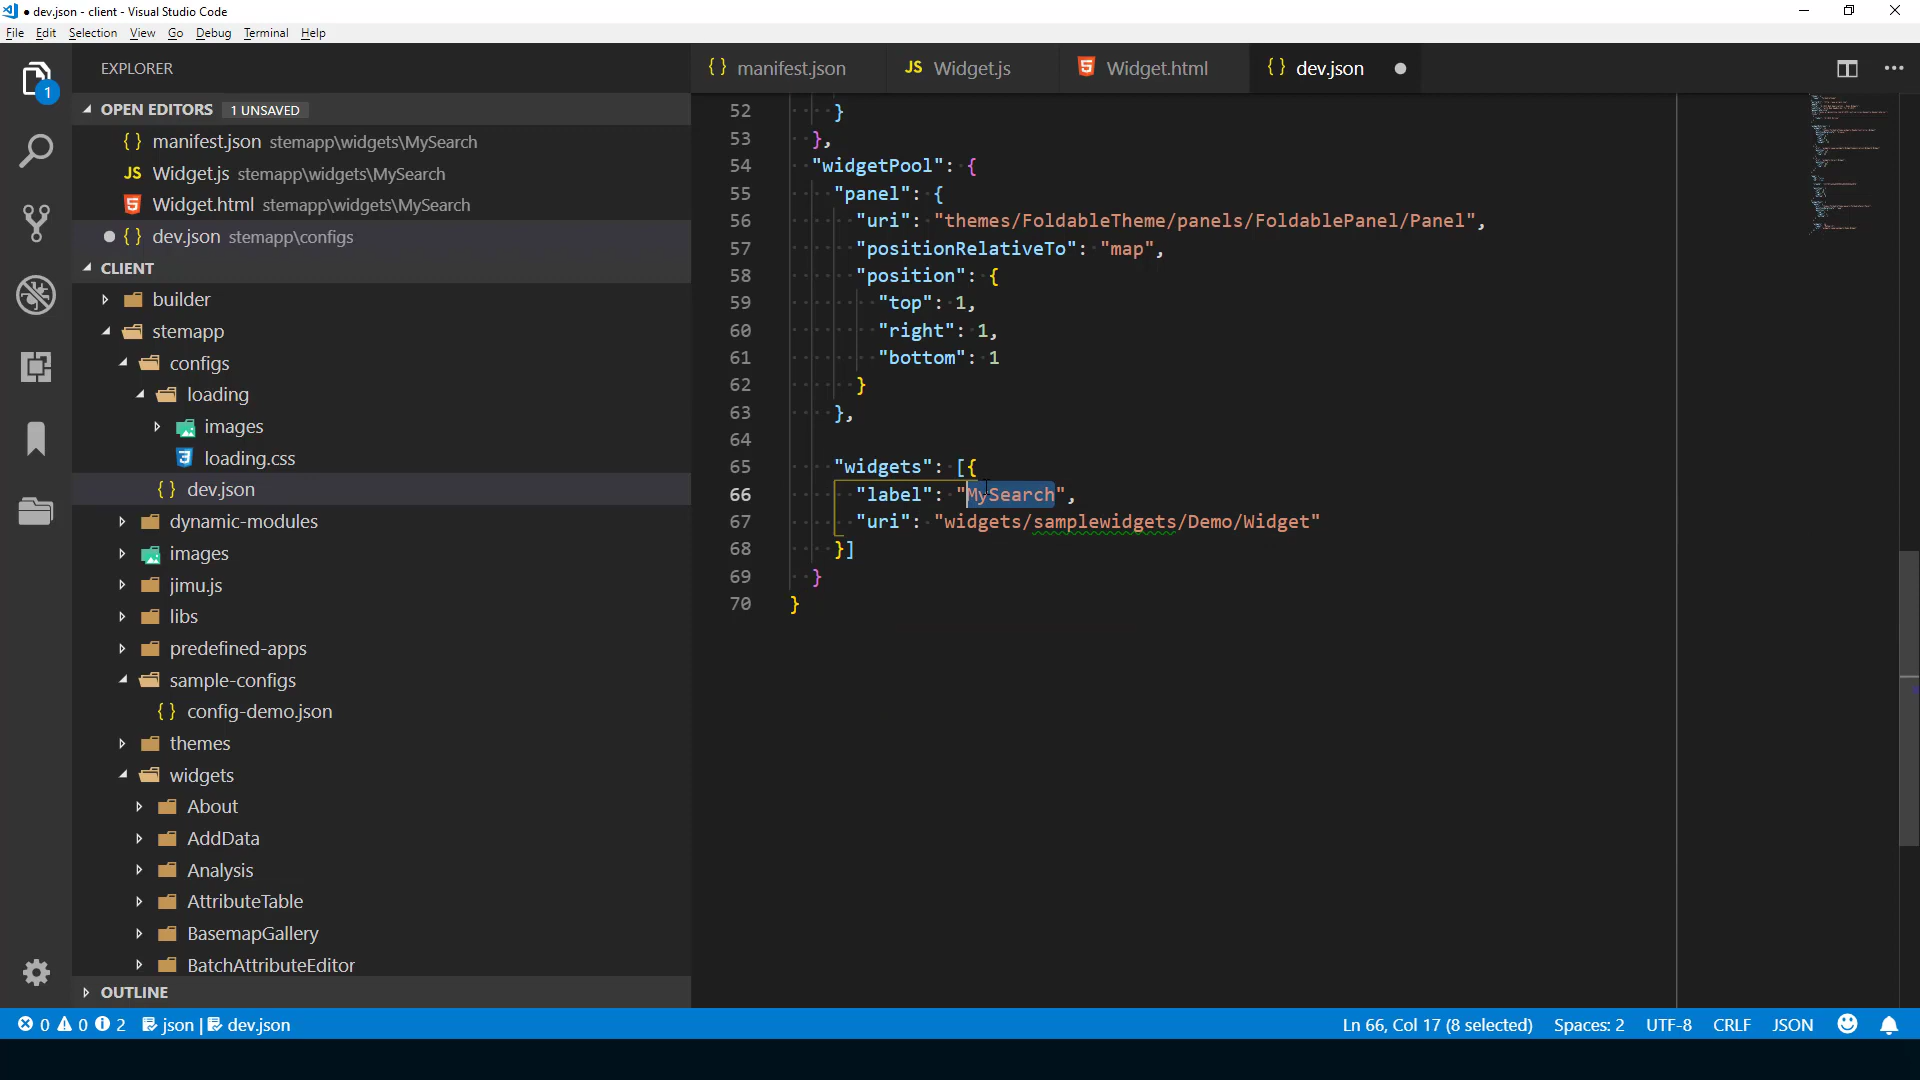 ● dev.json - client - Visual Studio Code
File Edit Selection View Go Debug Terminal Help
EXPLORER
OPEN EDITORS 1 UNSAVED
{ } manifest.json stemapp\widgets\MySearch
JS Widget.js stemapp\widgets\MySearch
5 Widget.html stemapp\widgets\MySearch
● { } dev.json stemapp\configs
CLIENT
builder
stemapp
configs
loading
images
3 loading.css
{ } dev.json
dynamic-modules
images
jimu.js
libs
predefined-apps
sample-configs
{ } config-demo.json
themes
widgets
About
AddData
Analysis
AttributeTable
BasemapGallery
BatchAttributeEditor
OUTLINE
1
{ } manifest.json JS Widget.js 5 Widget.html { } dev.json ●
52 }
53 },
54 "widgetPool": {
55 "panel": {
56 "uri": "themes/FoldableTheme/panels/FoldablePanel/Panel",
57 "positionRelativeTo": "map",
58 "position": {
59 "top": 1,
60 "right": 1,
61 "bottom": 1
62 }
63 },
64
65 "widgets": [{
66 "label": "MySearch",
67 "uri": "widgets/samplewidgets/Demo/Widget"
68 }]
69 }
70 }
0 0 2 json | dev.json Ln 66, Col 17 (8 selected) Spaces: 2 UTF-8 CRLF JSON